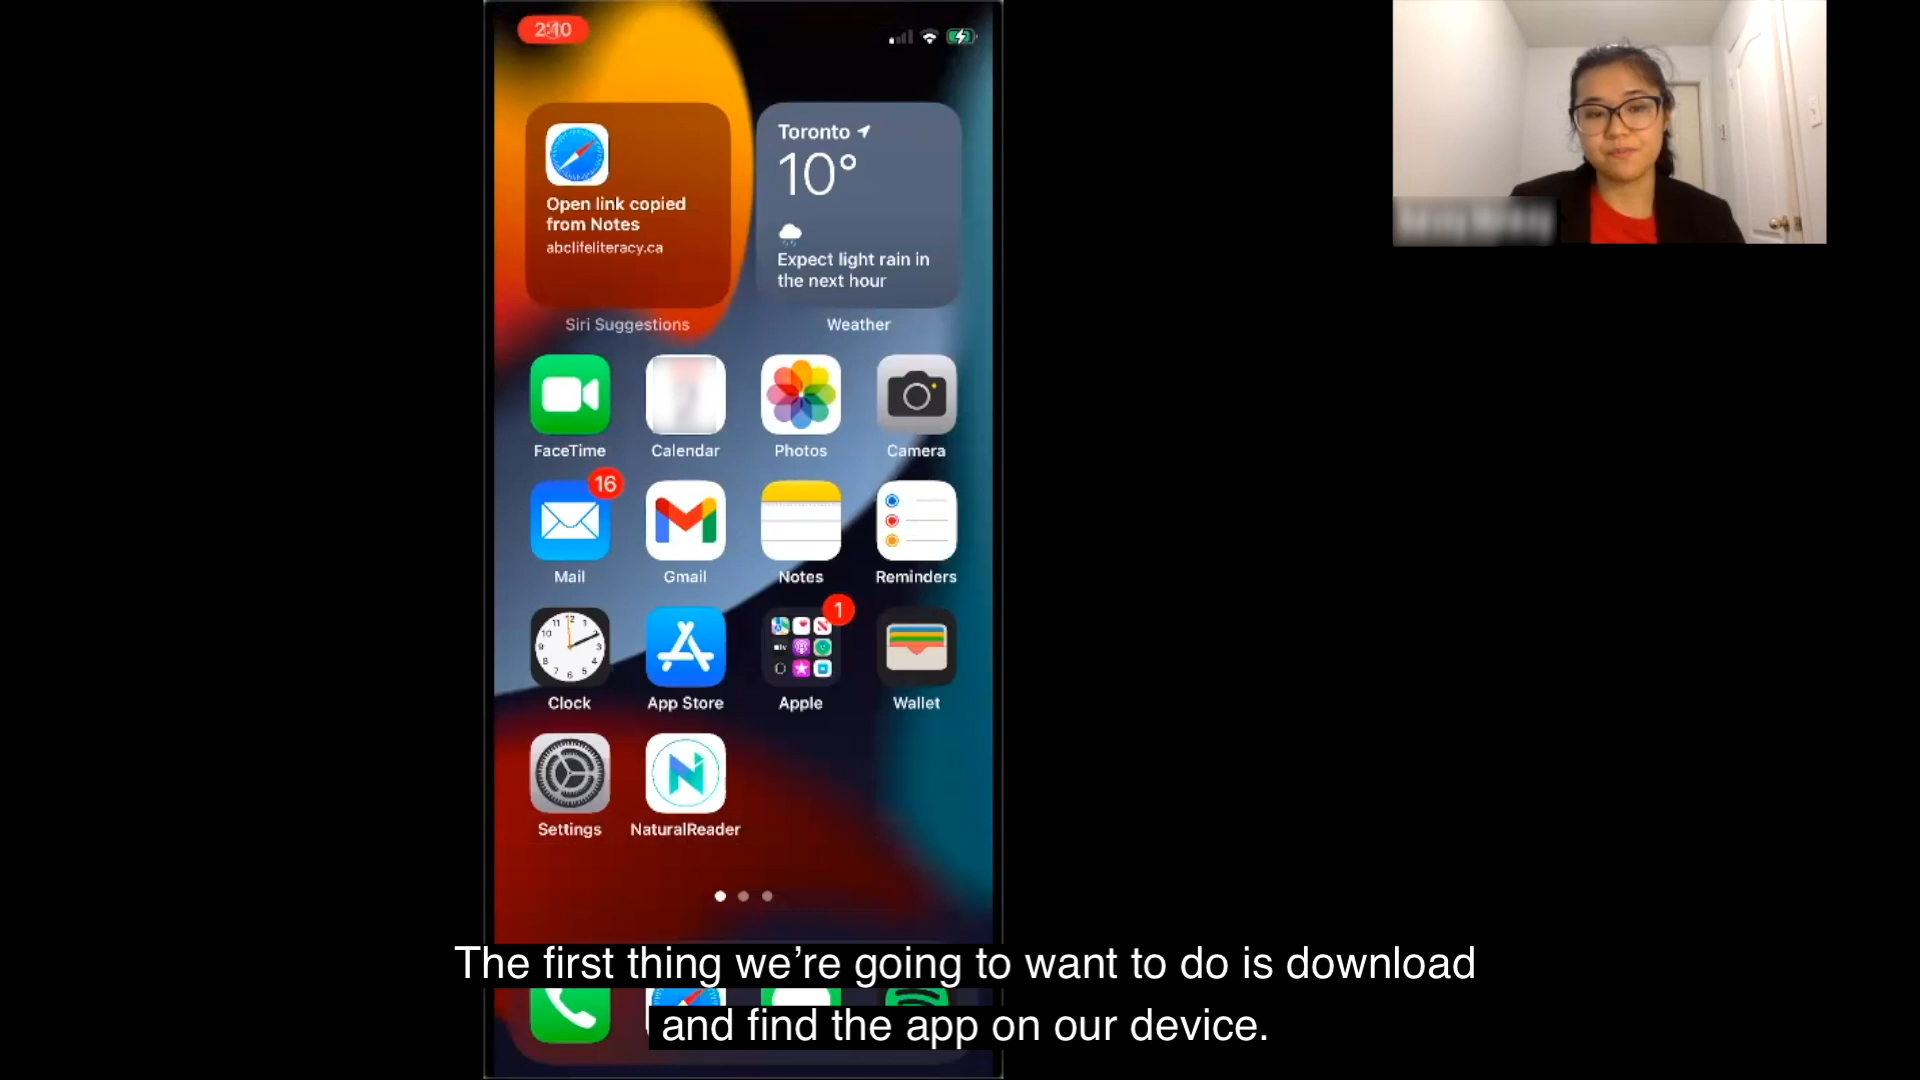 2:10
Open link copied
from Notes
abclifeliteracy.ca
Siri Suggestions
Toronto
10°
Expect light rain in
the next hour
Weather
FaceTime
Calendar
Photos
Camera
16
Mail
Gmail
Notes
Reminders
1
Clock
App Store
Apple
Wallet
Settings
NaturalReader
The first thing we’re going to want to do is download
and find the app on our device.